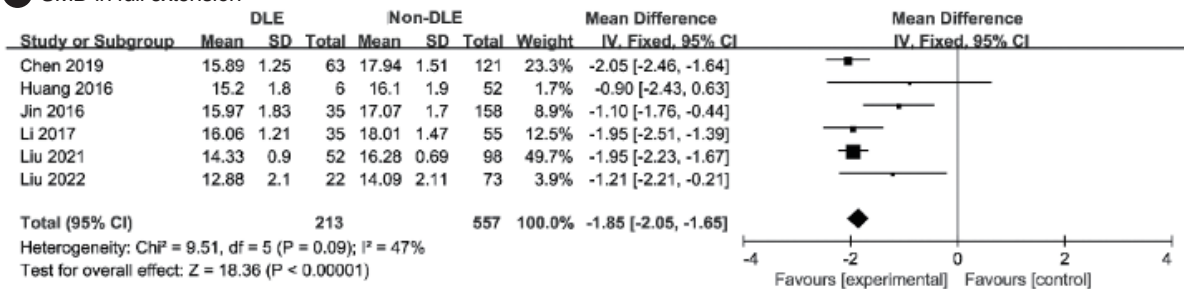 DLE Non-DLE Mean Difference Mean Difference
Study or Subgroup Mean SD Total Mean SD Total Weight IV, Fixed, 95% CI IV, Fixed, 95% CI
Chen 2019 15.89 1.25 63 17.94 1.51 121 23.3% -2.05 [-2.46, -1.64]
Huang 2016 15.2 1.8 6 16.1 1.9 52 1.7% -0.90 [-2.43, 0.63]
Jin 2016 15.97 1.83 35 17.07 1.7 158 8.9% -1.10 [-1.76, -0.44]
Li 2017 16.06 1.21 35 18.01 1.47 55 12.5% -1.95 [-2.51, -1.39]
Liu 2021 14.33 0.9 52 16.28 0.69 98 49.7% -1.95 [-2.23, -1.67]
Liu 2022 12.88 2.1 22 14.09 2.11 73 3.9% -1.21 [-2.21, -0.21]
Total (95% CI) 213 557 100.0% -1.85 [-2.05, -1.65]
Heterogeneity: Chi² = 9.51, df = 5 (P = 0.09); I² = 47%
Test for overall effect: Z = 18.36 (P < 0.00001)
-4 -2 0 2 4
Favours [experimental] Favours [control]